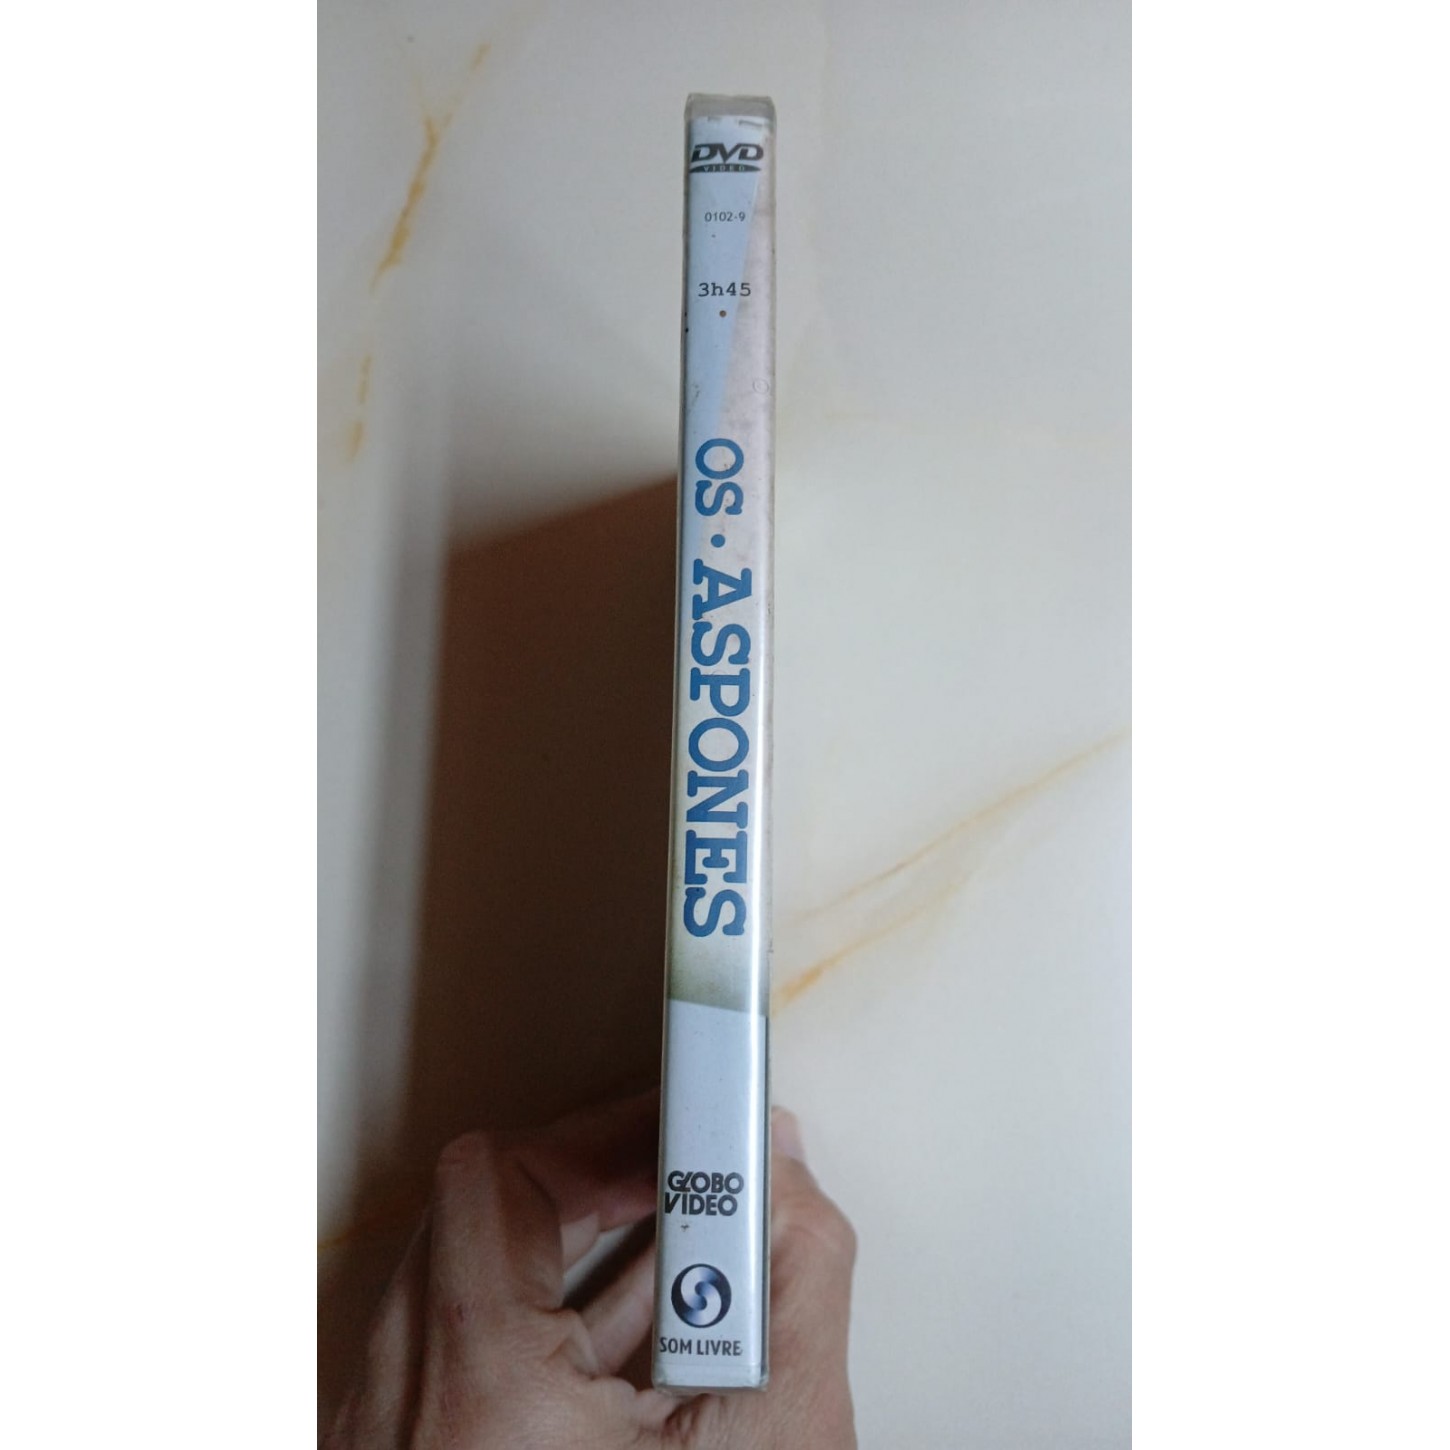 DVD
VIDEO
0102-9
3h45
OS • ASPONES
GLOBO
VIDEO
SOM LIVRE